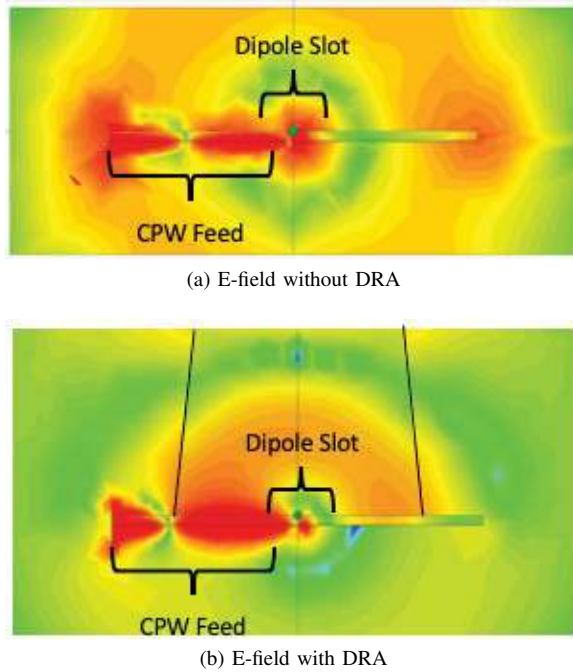 Dipole Slot
CPW Feed
(a) E-field without DRA
Dipole Slot
CPW Feed
(b) E-field with DRA